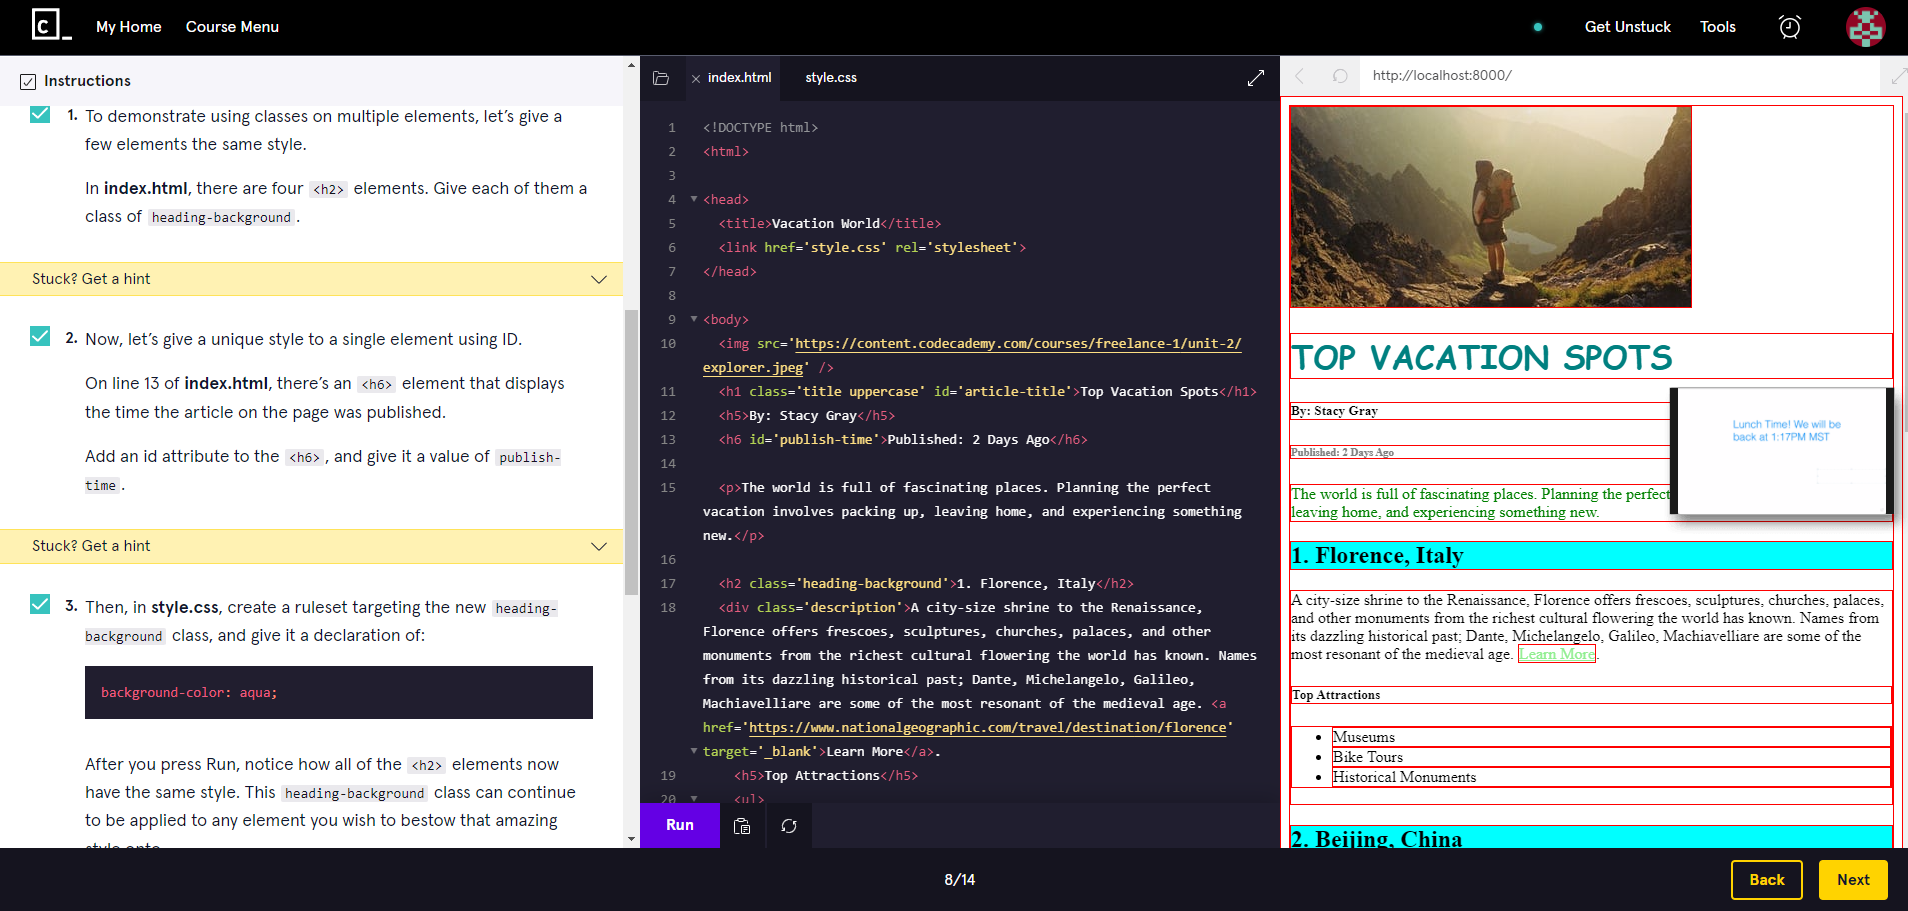 C_
My Home
Course Menu
Get Unstuck
Tools
Instructions
1. To demonstrate using classes on multiple elements, let's give a
few elements the same style.
In index.html, there are four <h2> elements. Give each of them a
class of heading-background.
Stuck? Get a hint
2. Now, let's give a unique style to a single element using ID.
On line 13 of index.html, there's an <h6> element that displays
the time the article on the page was published.
Add an id attribute to the <h6>, and give it a value of publish-
time.
Stuck? Get a hint
3. Then, in style.css, create a ruleset targeting the new heading-
background class, and give it a declaration of:
background-color: aqua;
After you press Run, notice how all of the <h2> elements now
have the same style. This heading-background class can continue
to be applied to any element you wish to bestow that amazing
style onto.
index.html
style.css
1 <!DOCTYPE html>
2 <html>
3
4 <head>
5 <title>Vacation World</title>
6 <link href='style.css' rel='stylesheet'>
7 </head>
8
9 <body>
10 <img src='https://content.codecademy.com/courses/freelance-1/unit-2/
explorer.jpeg' />
11 <h1 class='title uppercase' id='article-title'>Top Vacation Spots</h1>
12 <h5>By: Stacy Gray</h5>
13 <h6 id='publish-time'>Published: 2 Days Ago</h6>
14
15 <p>The world is full of fascinating places. Planning the perfect
vacation involves packing up, leaving home, and experiencing something
new.</p>
16
17 <h2 class='heading-background'>1. Florence, Italy</h2>
18 <div class='description'>A city-size shrine to the Renaissance,
Florence offers frescoes, sculptures, churches, palaces, and other
monuments from the richest cultural flowering the world has known. Names
from its dazzling historical past; Dante, Michelangelo, Galileo,
Machiavelliare are some of the most resonant of the medieval age. <a
href='https://www.nationalgeographic.com/travel/destination/florence'
target='_blank'>Learn More</a>.
19 <h5>Top Attractions</h5>
20 <ul>
Run
http://localhost:8000/
TOP VACATION SPOTS
By: Stacy Gray
Published: 2 Days Ago
Lunch Time! We will be
back at 1:17PM MST
The world is full of fascinating places. Planning the perfect
leaving home, and experiencing something new.
1. Florence, Italy
A city-size shrine to the Renaissance, Florence offers frescoes, sculptures, churches, palaces,
and other monuments from the richest cultural flowering the world has known. Names from
its dazzling historical past; Dante, Michelangelo, Galileo, Machiavelliare are some of the
most resonant of the medieval age. Learn More.
Top Attractions
Museums
Bike Tours
Historical Monuments
2. Beijing, China
8/14
Back
Next